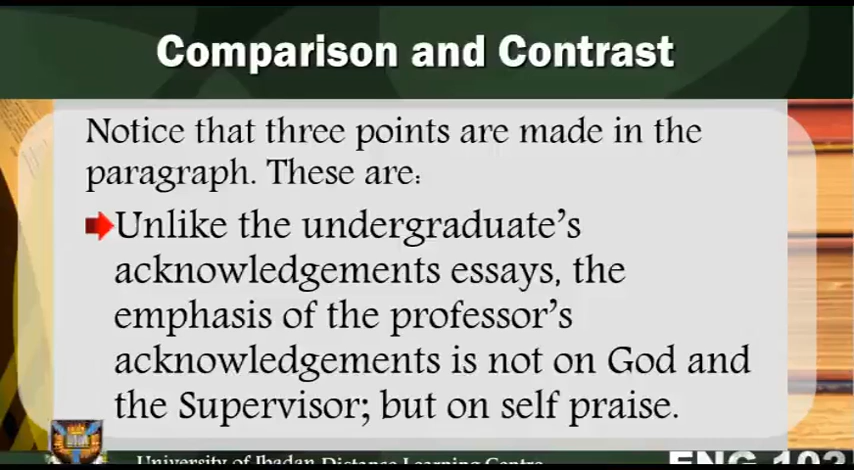 Comparison and Contrast
Notice that three points are made in the
paragraph. These are:
Unlike the undergraduate's
acknowledgements essays, the
emphasis of the professor's
acknowledgements is not on God and
the Supervisor; but on self praise.
University of Ibadan Distance Learning Centre
ENG 103